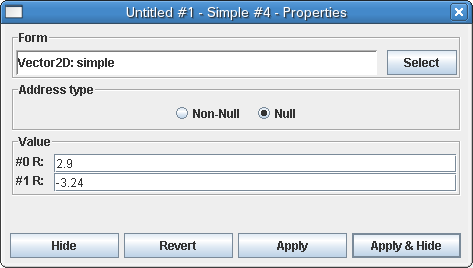 Untitled #1 - Simple #4 - Properties
Form
Vector2D: simple
Select
Address type
Non-Null
Null
Value
#0 R: 2.9
#1 R: -3.24
Hide
Revert
Apply
Apply & Hide